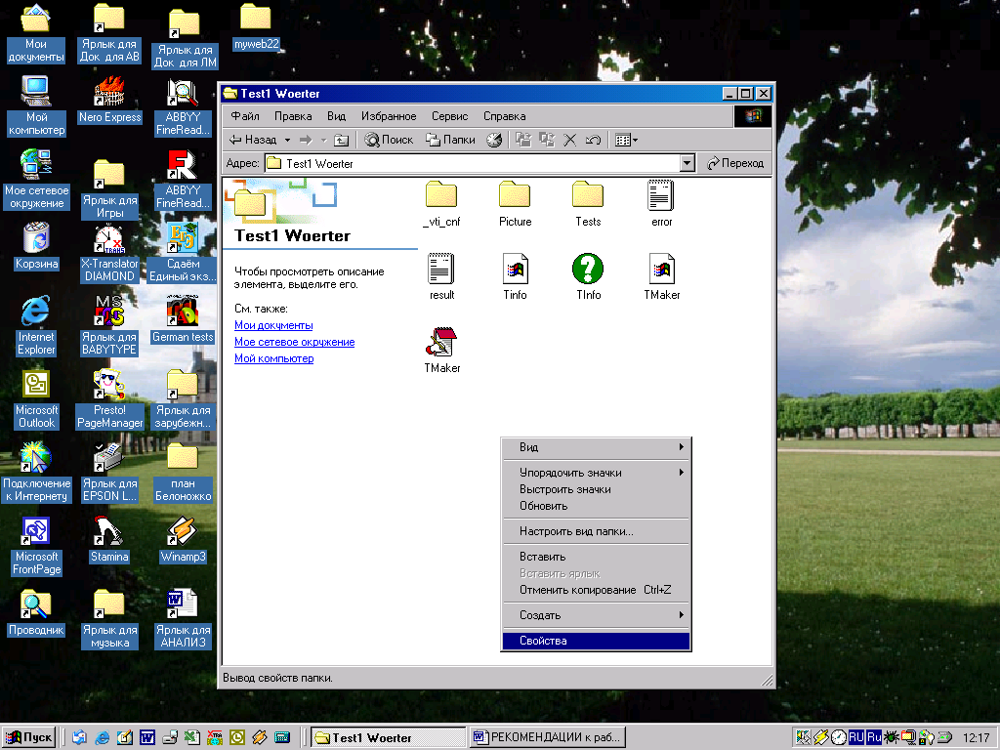 Мои
документы
Ярлык для
Док_для АВ
Ярлык для
Док_для ЛМ
myweb22
Мой
компьютер
Nero Express
ABBYY
FineRead...
Мое сетевое
окружение
Ярлык для
Игры
ABBYY
FineRead...
Корзина
X-Translator
DIAMOND
Сдаём
Единый экз...
Internet
Explorer
Ярлык для
BABYTYPE
German tests
Microsoft
Outlook
Presto!
PageManager
Ярлык для
зарубежн...
Подключение
к Интернету
Ярлык для
EPSON L...
план
Белоножко
Microsoft
FrontPage
Stamina
Winamp3
Проводник
Ярлык для
музыка
Ярлык для
АНАЛИЗ
Test1 Woerter
Файл Правка Вид Избранное Сервис Справка
Назад Поиск Папки
Адрес: Test1 Woerter Переход
Test1 Woerter
Чтобы просмотреть описание
элемента, выделите его.
См. также:
Мои документы
Мое сетевое окружение
Мой компьютер
_vti_cnf Picture Tests error
result Tinfo TInfo TMaker
TMaker
Вид
Упорядочить значки
Выстроить значки
Обновить
Настроить вид папки...
Вставить
Вставить ярлык
Отменить копирование Ctrl+Z
Создать
Свойства
Вывод свойств папки.
Пуск Test1 Woerter РЕКОМЕНДАЦИИ к раб... RU Ru 12:17